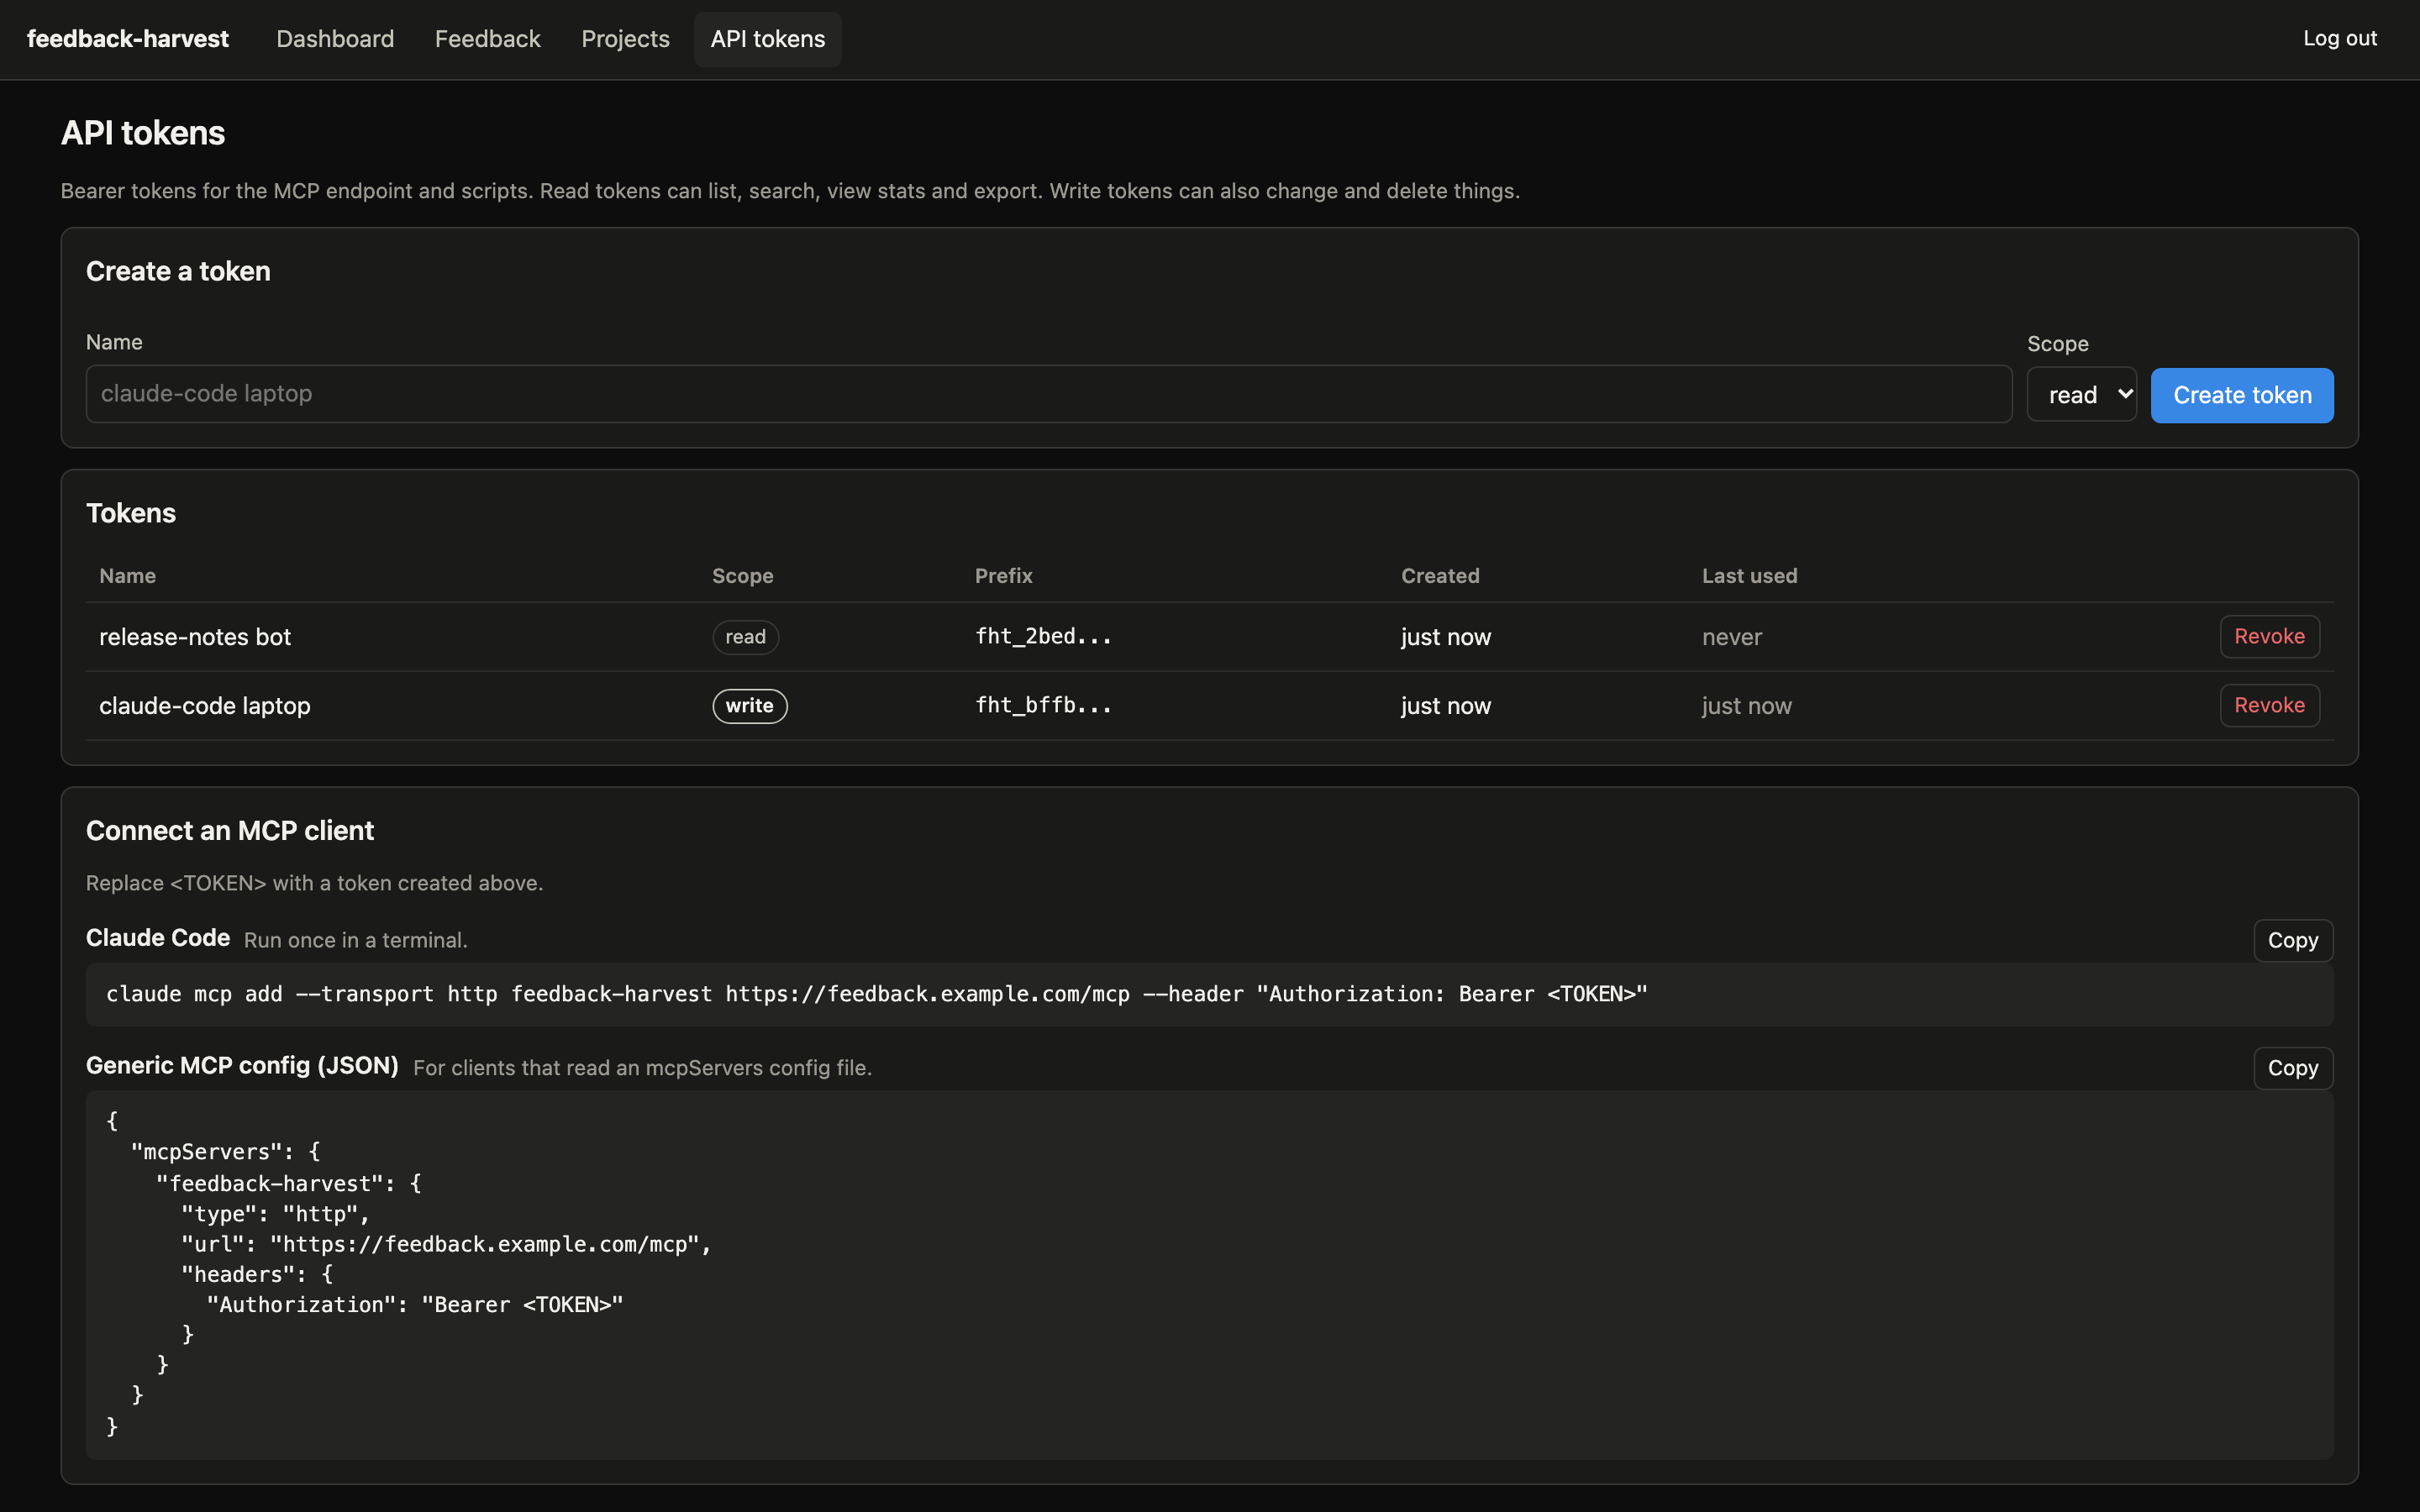 feedback-harvest Dashboard Feedback Projects API tokens Log out
API tokens
Bearer tokens for the MCP endpoint and scripts. Read tokens can list, search, view stats and export. Write tokens can also change and delete things.
Create a token
Name Scope
claude-code laptop read Create token
Tokens
Name Scope Prefix Created Last used
release-notes bot read fht_2bed... just now never Revoke
claude-code laptop write fht_bffb... just now just now Revoke
Connect an MCP client
Replace <TOKEN> with a token created above.
Claude Code Run once in a terminal. Copy
claude mcp add --transport http feedback-harvest https://feedback.example.com/mcp --header "Authorization: Bearer <TOKEN>"
Generic MCP config (JSON) For clients that read an mcpServers config file. Copy
{
  "mcpServers": {
    "feedback-harvest": {
      "type": "http",
      "url": "https://feedback.example.com/mcp",
      "headers": {
        "Authorization": "Bearer <TOKEN>"
      }
    }
  }
}